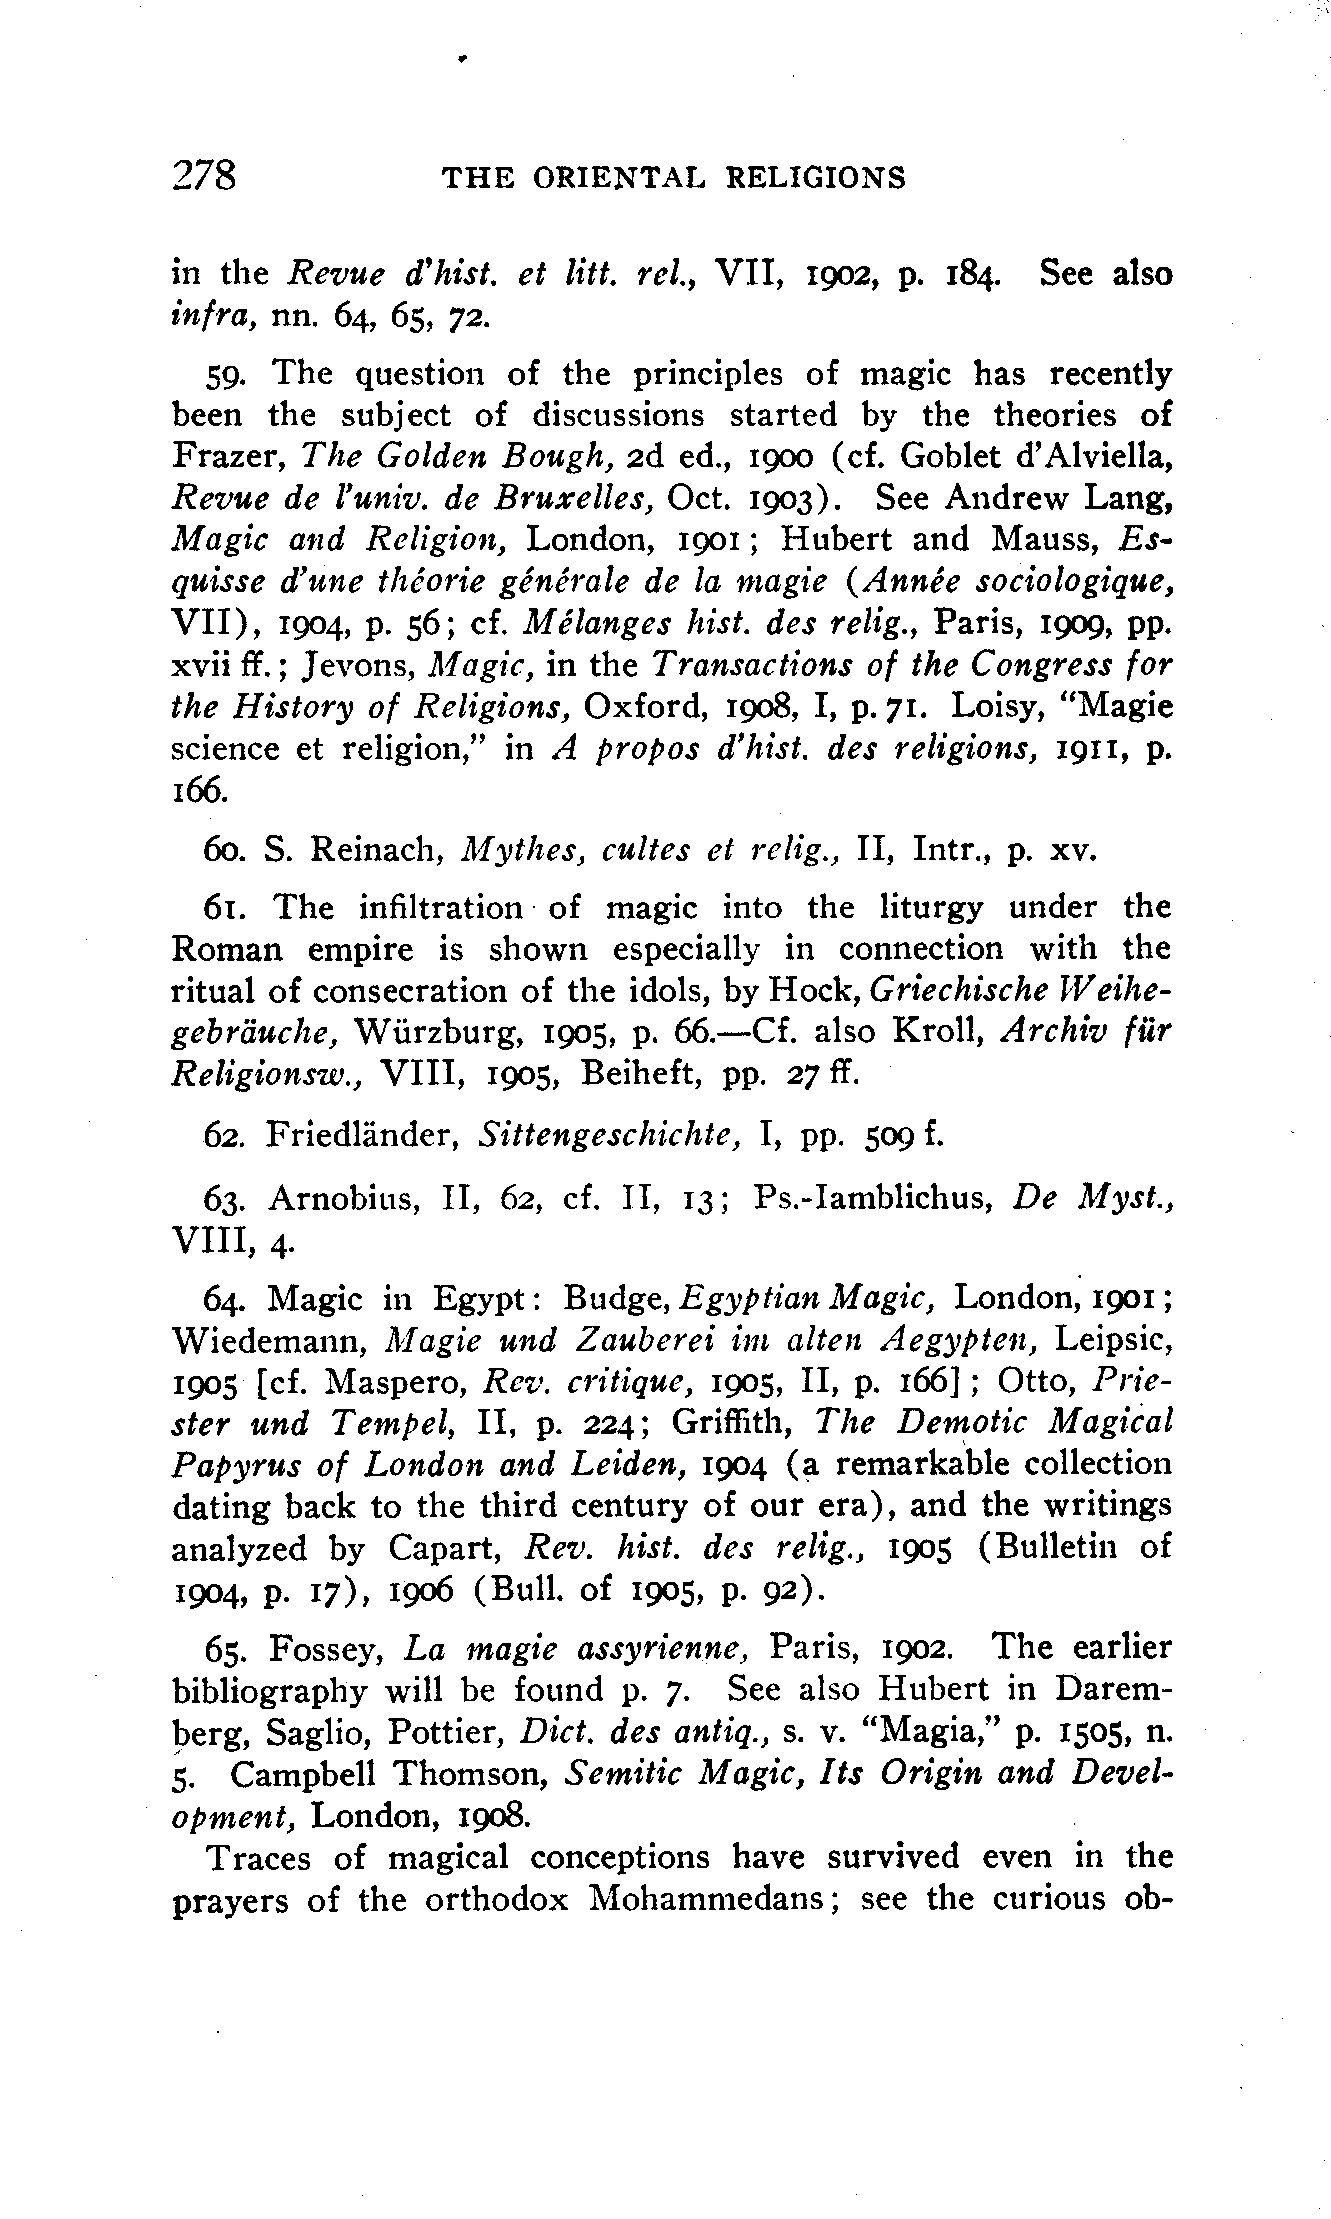 278 THE ORIENTAL RELIGIONS
in the Revue d'hist. et litt. rel., VII, 1902, p. 184. See also
infra, nn. 64, 65, 72.
59. The question of the principles of magic has recently
been the subject of discussions started by the theories of
Frazer, The Golden Bough, 2d ed., 1900 (cf. Goblet d'Alviella,
Revue de l'univ. de Bruxelles, Oct. 1903). See Andrew Lang,
Magic and Religion, London, 1901; Hubert and Mauss, Es-
quisse d'une théorie générale de la magie (Année sociologique,
VII), 1904, p. 56; cf. Mélanges hist. des relig., Paris, 1909, pp.
xvii ff.; Jevons, Magic, in the Transactions of the Congress for
the History of Religions, Oxford, 1908, I, p. 71. Loisy, "Magie
science et religion," in A propos d'hist. des religions, 1911, p.
166.
60. S. Reinach, Mythes, cultes et relig., II, Intr., p. xv.
61. The infiltration of magic into the liturgy under the
Roman empire is shown especially in connection with the
ritual of consecration of the idols, by Hock, Griechische Weihe-
gebräuche, Würzburg, 1905, p. 66.—Cf. also Kroll, Archiv für
Religionsw., VIII, 1905, Beiheft, pp. 27 ff.
62. Friedländer, Sittengeschichte, I, pp. 509 f.
63. Arnobius, II, 62, cf. II, 13; Ps.-Iamblichus, De Myst.,
VIII, 4.
64. Magic in Egypt: Budge, Egyptian Magic, London, 1901;
Wiedemann, Magie und Zauberei im alten Aegypten, Leipsic,
1905 [cf. Maspero, Rev. critique, 1905, II, p. 166]; Otto, Prie-
ster und Tempel, II, p. 224; Griffith, The Demotic Magical
Papyrus of London and Leiden, 1904 (a remarkable collection
dating back to the third century of our era), and the writings
analyzed by Capart, Rev. hist. des relig., 1905 (Bulletin of
1904, p. 17), 1906 (Bull. of 1905, p. 92).
65. Fossey, La magie assyrienne, Paris, 1902. The earlier
bibliography will be found p. 7. See also Hubert in Darem-
berg, Saglio, Pottier, Dict. des antiq., s. v. "Magia," p. 1505, n.
5. Campbell Thomson, Semitic Magic, Its Origin and Devel-
opment, London, 1908.
Traces of magical conceptions have survived even in the
prayers of the orthodox Mohammedans; see the curious ob-